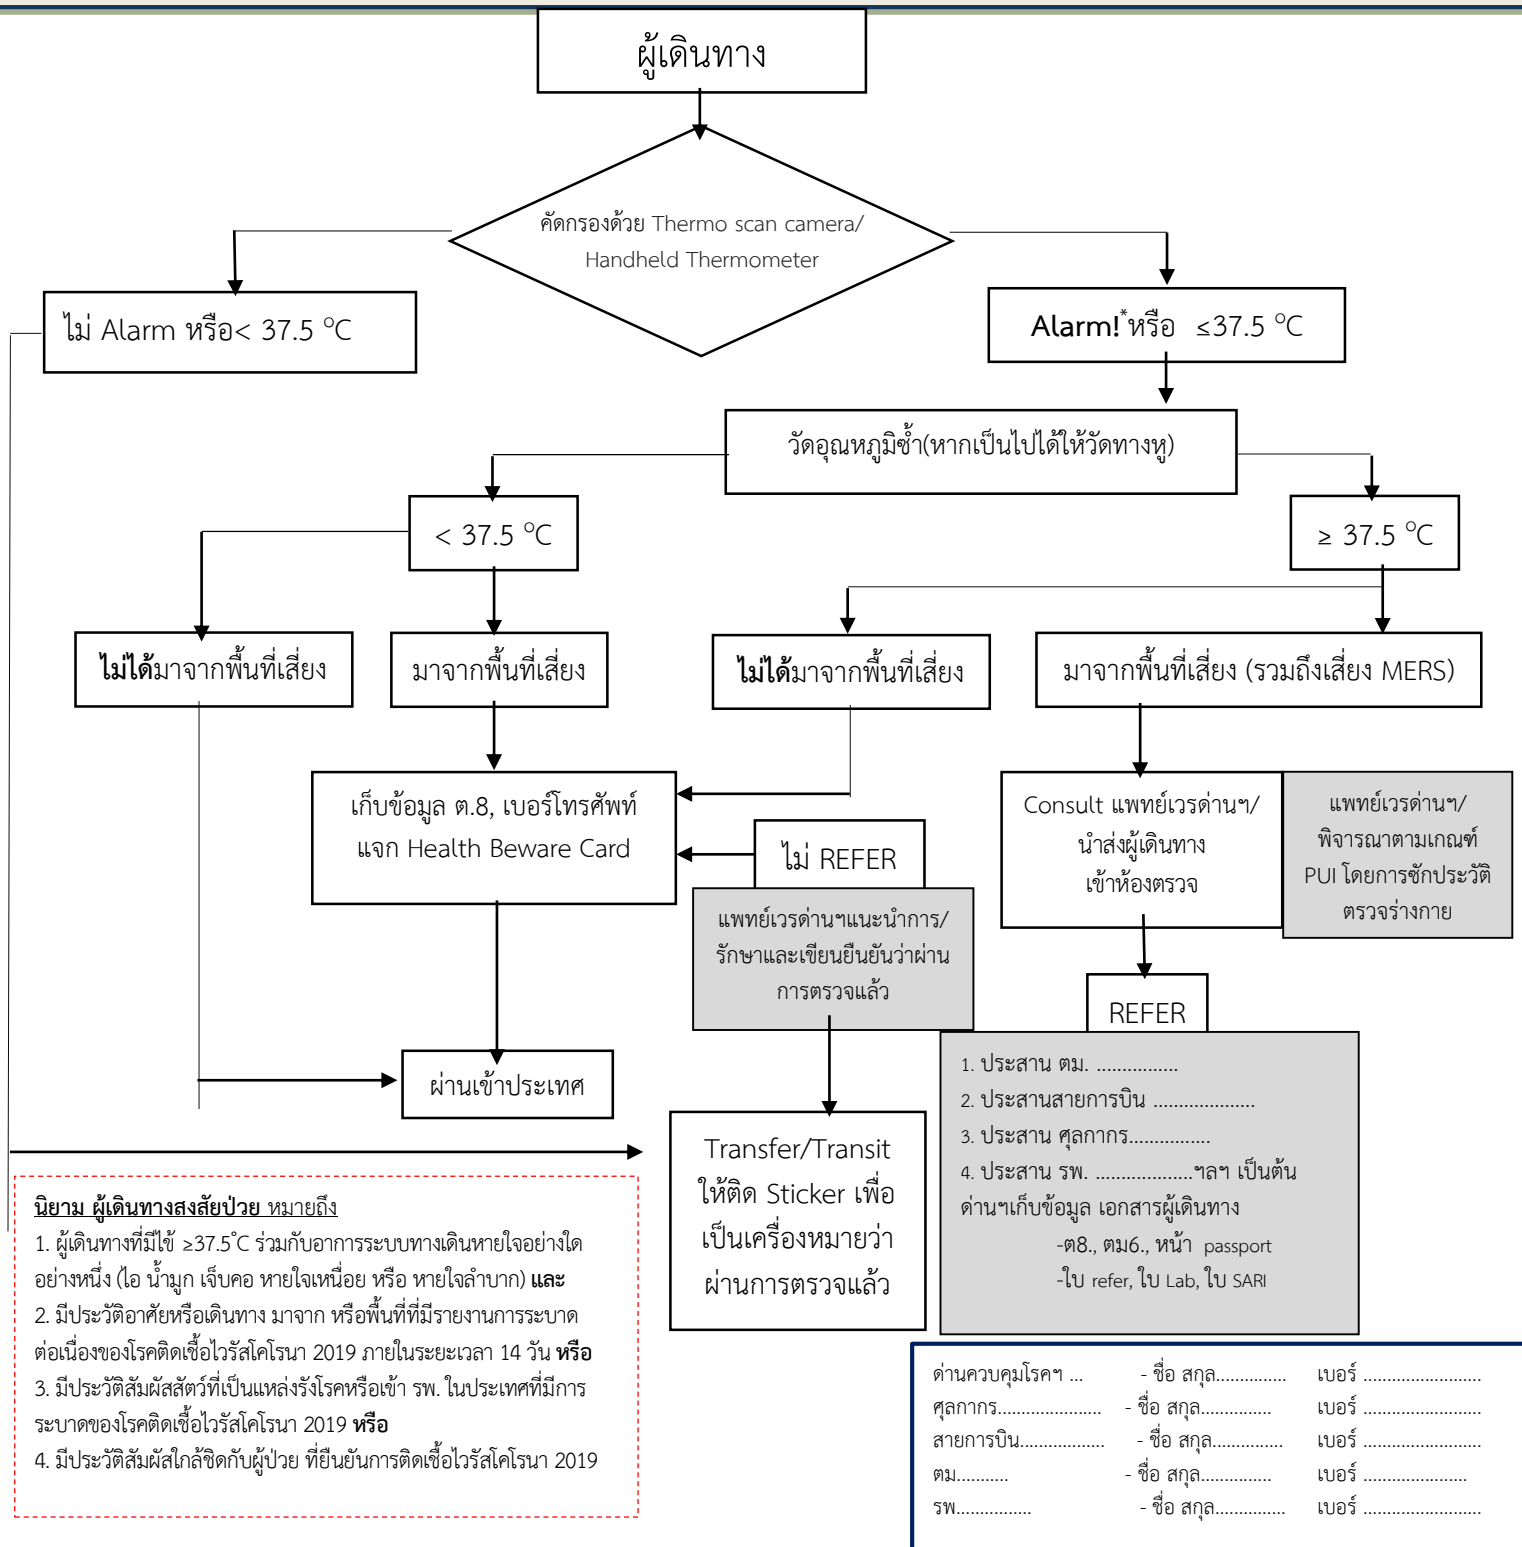 ผู้เดินทาง
คัดกรองด้วย Thermo scan camera/
Handheld Thermometer
ไม่ Alarm หรือ< 37.5 °C
Alarm!*หรือ ≤37.5 °C
วัดอุณหภูมิซ้ำ(หากเป็นไปได้ให้วัดทางหู)
< 37.5 °C
≥ 37.5 °C
ไม่ได้มาจากพื้นที่เสี่ยง
มาจากพื้นที่เสี่ยง
ไม่ได้มาจากพื้นที่เสี่ยง
มาจากพื้นที่เสี่ยง (รวมถึงเสี่ยง MERS)
เก็บข้อมูล ต.8, เบอร์โทรศัพท์
แจก Health Beware Card
ไม่ REFER
แพทย์เวรด่านฯแนะนำการ/
รักษาและเขียนยืนยันว่าผ่าน
การตรวจแล้ว
Consult แพทย์เวรด่านฯ/
นำส่งผู้เดินทาง
เข้าห้องตรวจ
แพทย์เวรด่านฯ/
พิจารณาตามเกณฑ์
PUI โดยการซักประวัติ
ตรวจร่างกาย
REFER
1. ประสาน ตม. ................
2. ประสานสายการบิน ....................
3. ประสาน ศุลกากร................
4. ประสาน รพ. ...................ฯลฯ เป็นต้น
ด่านฯเก็บข้อมูล เอกสารผู้เดินทาง
-ต8., ตม6., หน้า passport
-ใบ refer, ใบ Lab, ใบ SARI
ผ่านเข้าประเทศ
Transfer/Transit
ให้ติด Sticker เพื่อ
เป็นเครื่องหมายว่า
ผ่านการตรวจแล้ว
นิยาม ผู้เดินทางสงสัยป่วย หมายถึง
1. ผู้เดินทางที่มีไข้ ≥37.5°C ร่วมกับอาการระบบทางเดินหายใจอย่างใด
อย่างหนึ่ง (ไอ น้ำมูก เจ็บคอ หายใจเหนื่อย หรือ หายใจลำบาก) และ
2. มีประวัติอาศัยหรือเดินทาง มาจาก หรือพื้นที่ที่มีรายงานการระบาด
ต่อเนื่องของโรคติดเชื้อไวรัสโคโรนา 2019 ภายในระยะเวลา 14 วัน หรือ
3. มีประวัติสัมผัสสัตว์ที่เป็นแหล่งรังโรคหรือเข้า รพ. ในประเทศที่มีการ
ระบาดของโรคติดเชื้อไวรัสโคโรนา 2019 หรือ
4. มีประวัติสัมผัสใกล้ชิดกับผู้ป่วย ที่ยืนยันการติดเชื้อไวรัสโคโรนา 2019
ด่านควบคุมโรคฯ ... - ชื่อ สกุล............... เบอร์ .........................
ศุลกากร...................... - ชื่อ สกุล............... เบอร์ .........................
สายการบิน.................. - ชื่อ สกุล............... เบอร์ .........................
ตม........... - ชื่อ สกุล............... เบอร์ ......................
รพ................ - ชื่อ สกุล............... เบอร์ .........................